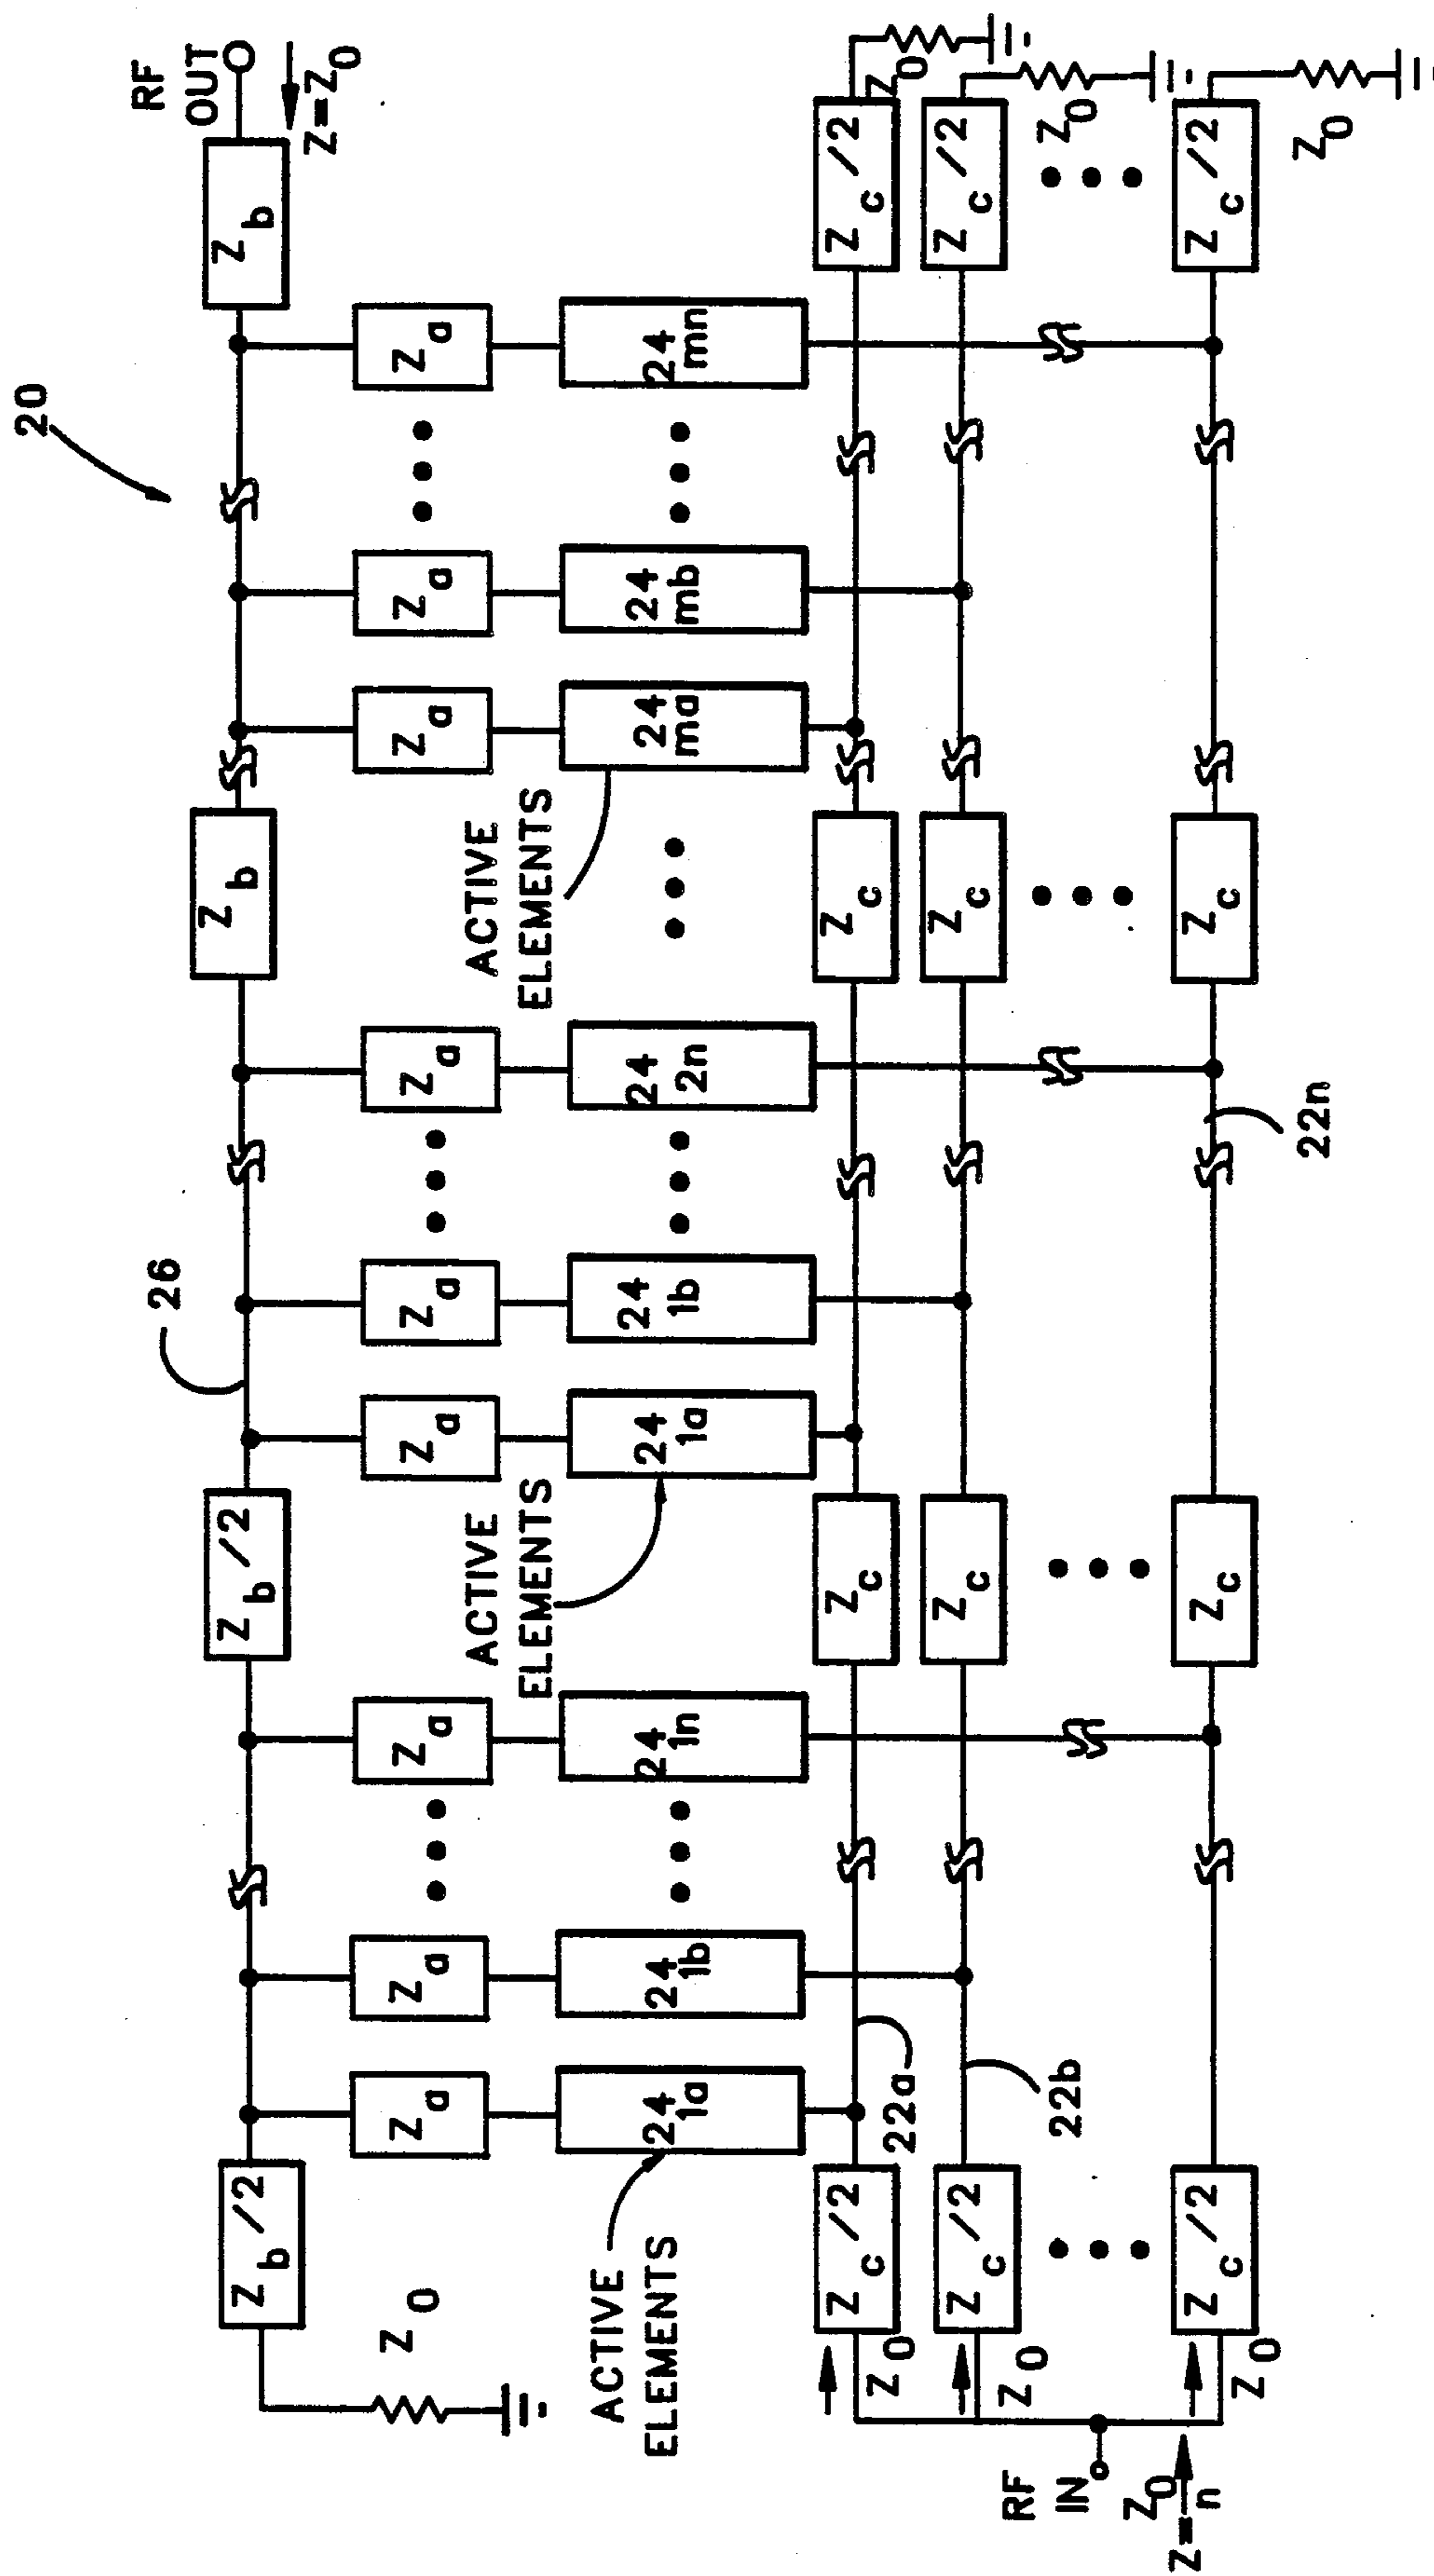 20
RF
OUT
Z=Z0
Zb/2
Zb/2
26
Zb
Zb
Z0
Za
Za
Za
Za
Za
Za
Za
Za
Za
ACTIVE
ELEMENTS
24 1a
24 1b
24 1n
ACTIVE
ELEMENTS
24 1a
24 1b
24 2n
ACTIVE
ELEMENTS
24 ma
24 mb
24 mn
Z0
Zc/2
22a
Zc
Zc
Zc/2
Z0
Z0
Zc/2
22b
Zc
Zc
Zc/2
Z0
RF
IN
Z=Z0/n
Z0
Zc/2
Zc
22n
Zc
Zc/2
Z0